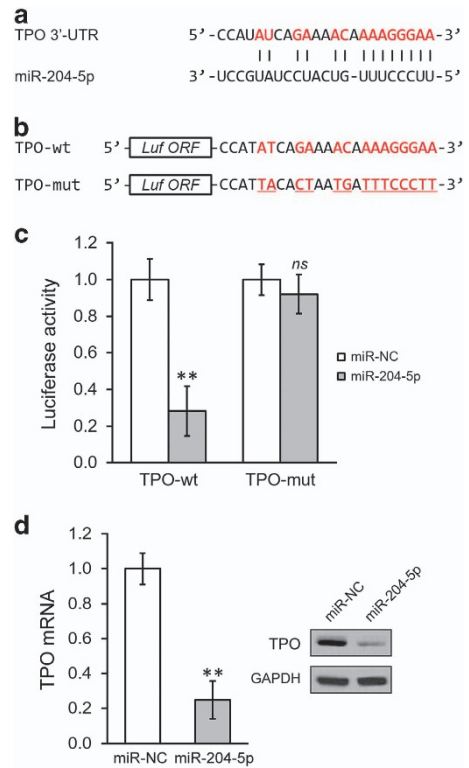 a
TPO 3'-UTR 5'-CCAUAUCAGAAAACAAAAGGGAA-3'
miR-204-5p 3'-UCCGUAUCCUACUG-UUUCCCUU-5'
b
TPO-wt 5'- Luf ORF -CCATATCAGAAAACAAAAGGGAA-3'
TPO-mut 5'- Luf ORF -CCATTACACTAATGATTTCCCTT-3'
c
Luciferase activity
1.2
1.0
0.8
0.6
0.4
0.2
0.0
**
ns
miR-NC
miR-204-5p
TPO-wt TPO-mut
d
TPO mRNA
1.2
1.0
0.8
0.6
0.4
0.2
0.0
**
miR-NC miR-204-5p
miR-NC miR-204-5p
TPO
GAPDH